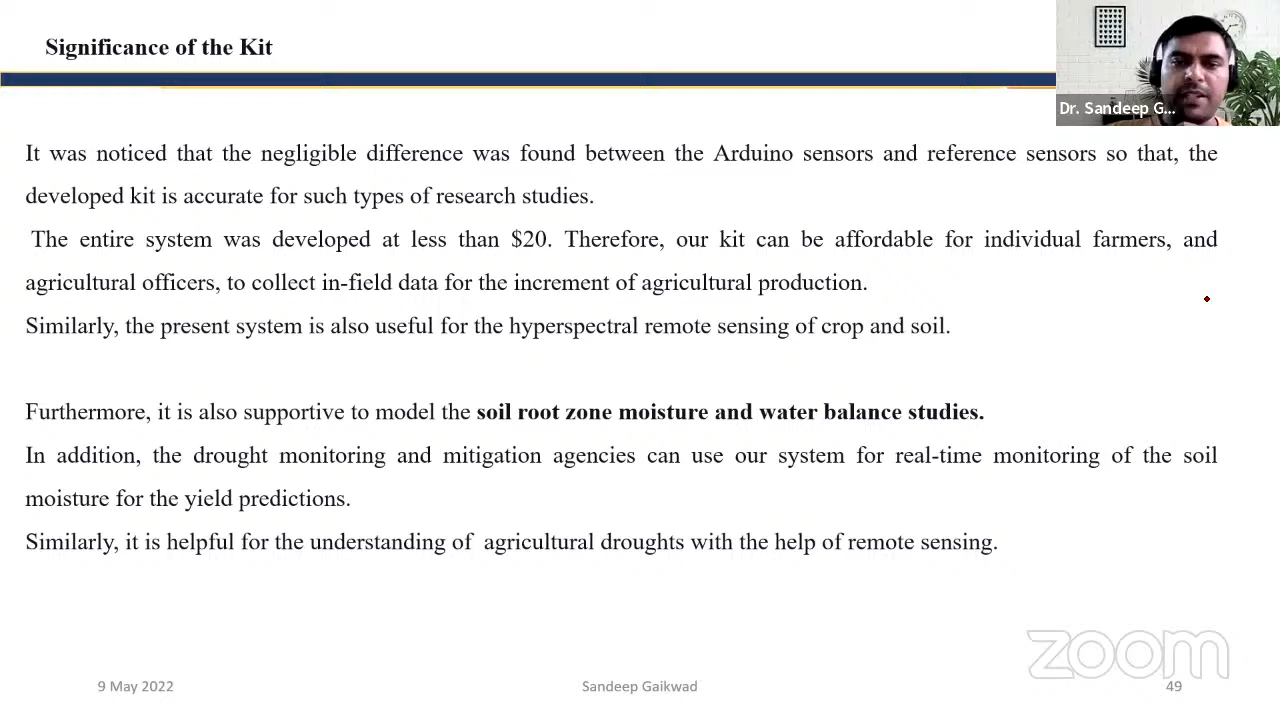 Significance of the Kit
Dr. Sandeep G...
It was noticed that the negligible difference was found between the Arduino sensors and reference sensors so that, the
developed kit is accurate for such types of research studies.
The entire system was developed at less than $20. Therefore, our kit can be affordable for individual farmers, and
agricultural officers, to collect in-field data for the increment of agricultural production.
Similarly, the present system is also useful for the hyperspectral remote sensing of crop and soil.
Furthermore, it is also supportive to model the soil root zone moisture and water balance studies.
In addition, the drought monitoring and mitigation agencies can use our system for real-time monitoring of the soil
moisture for the yield predictions.
Similarly, it is helpful for the understanding of agricultural droughts with the help of remote sensing.
zoom
9 May 2022
Sandeep Gaikwad
49